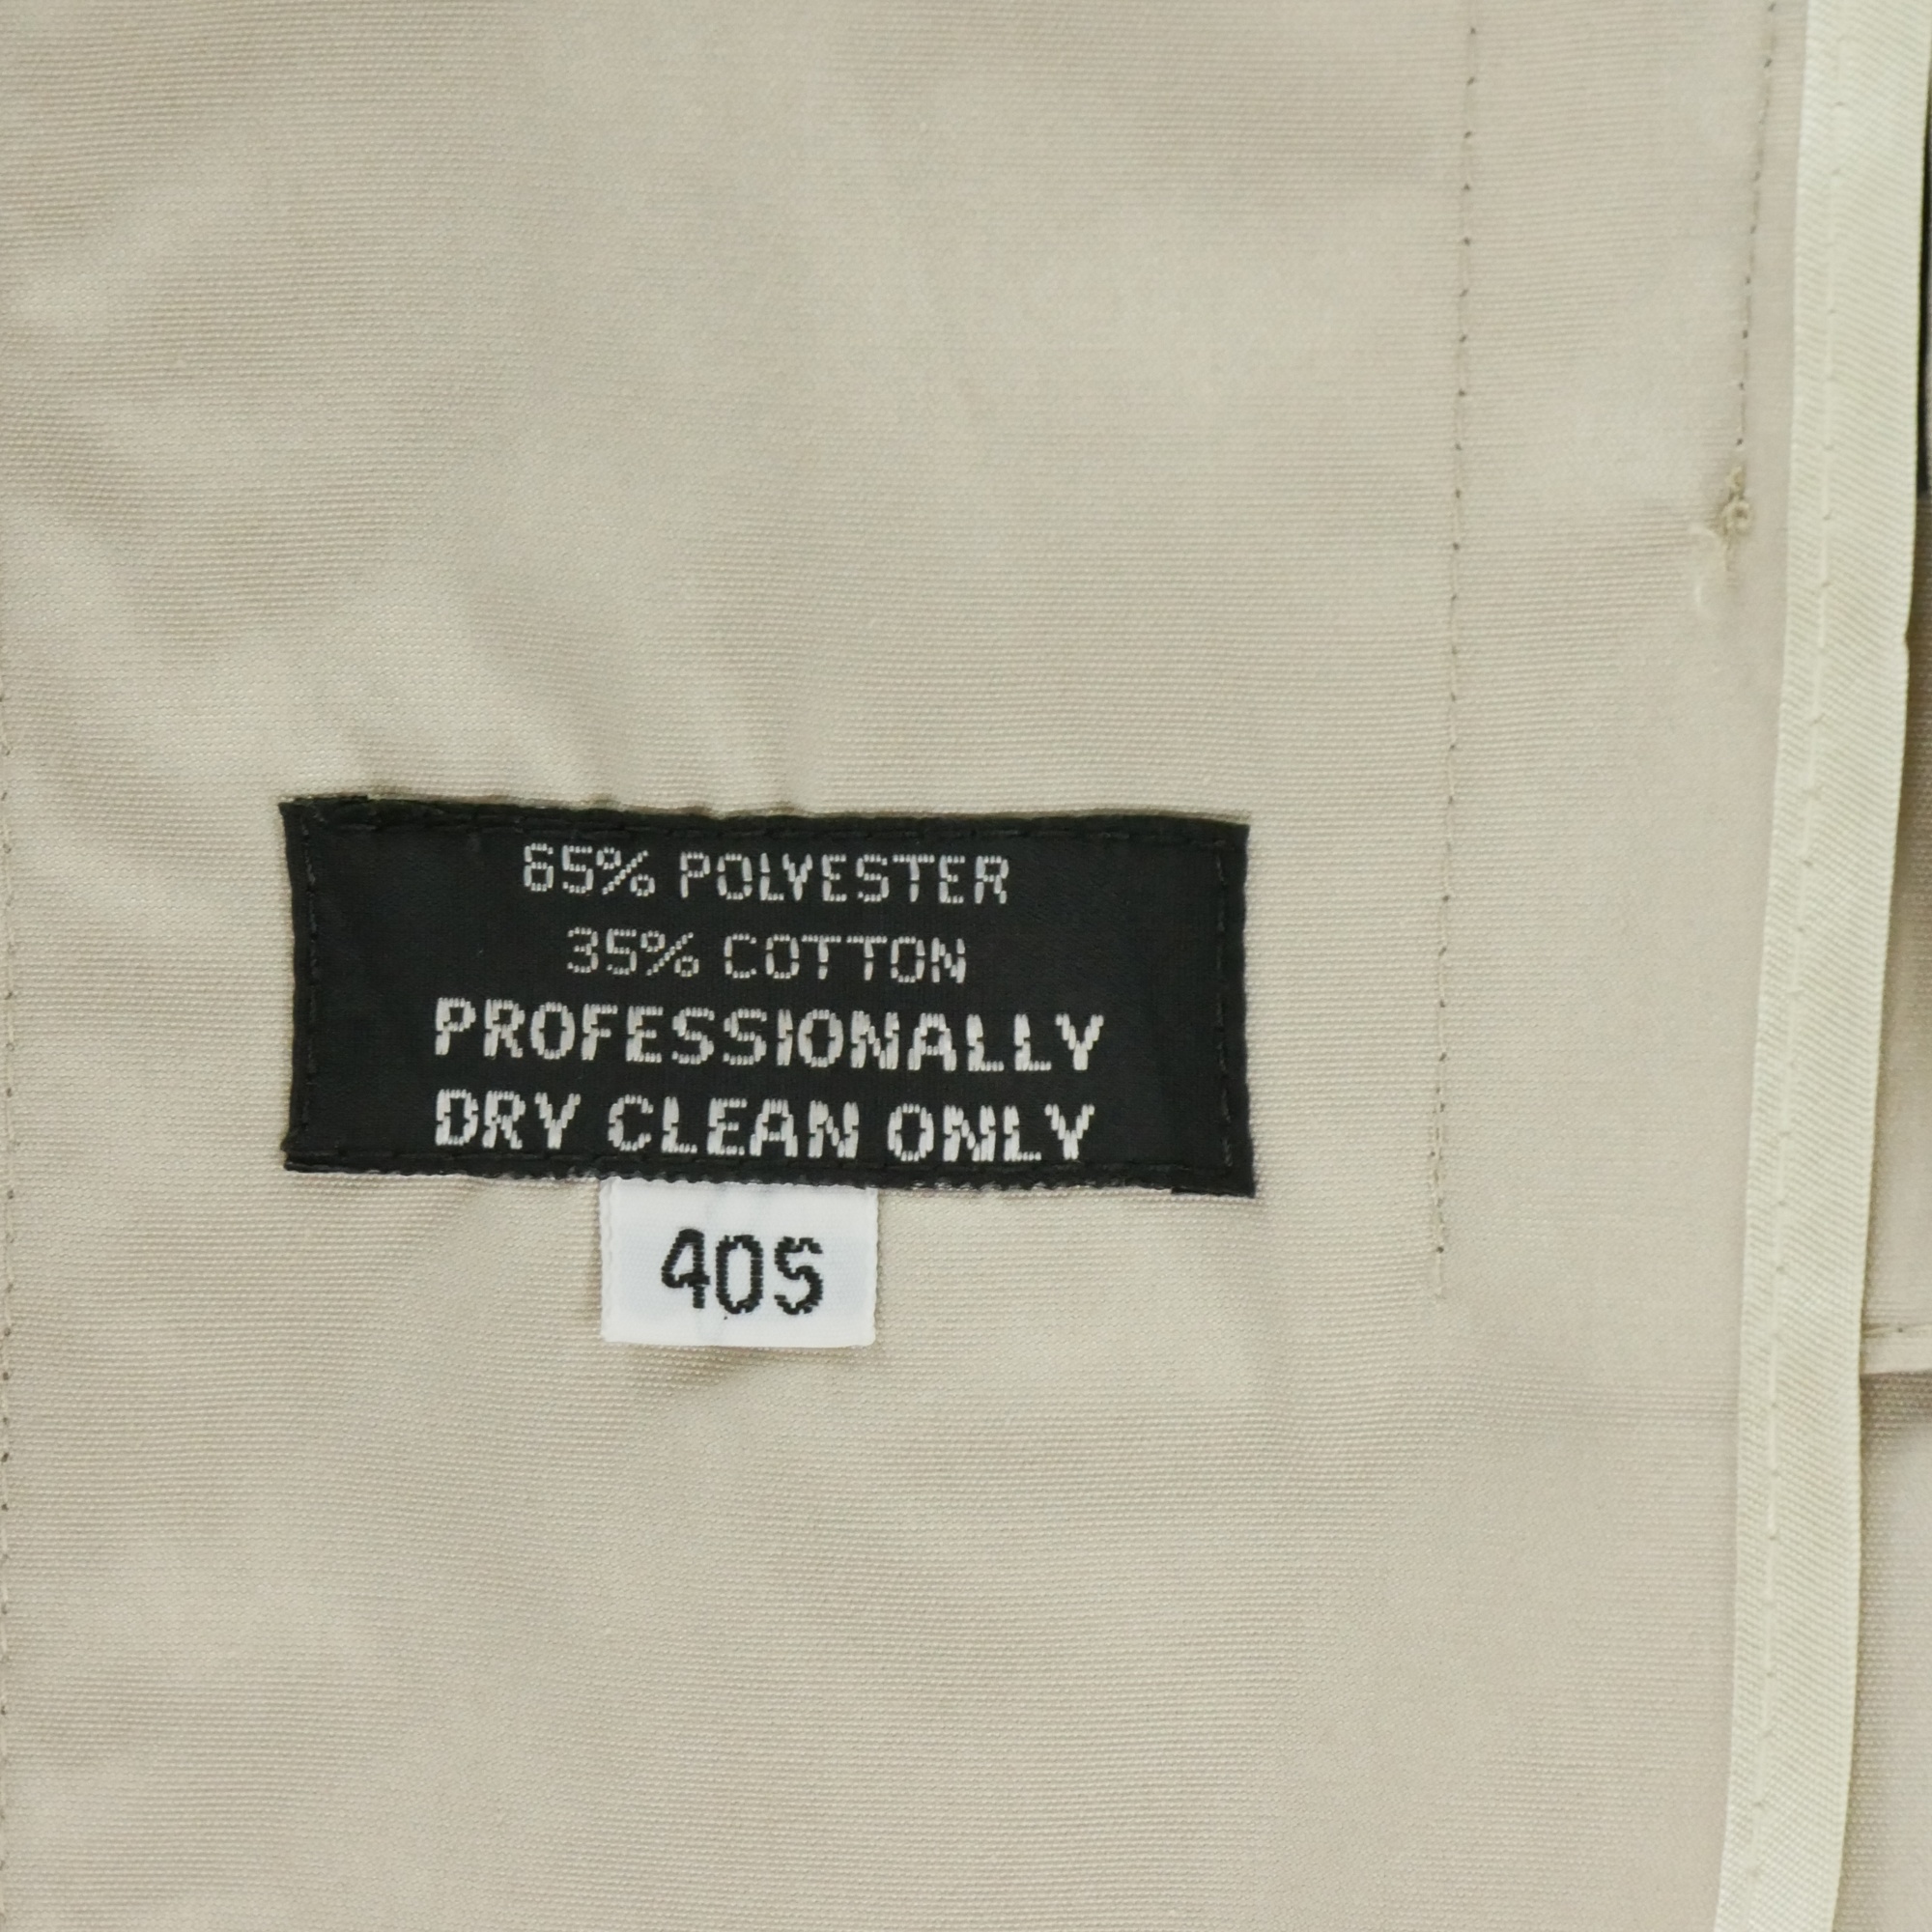 65% POLYESTER
35% COTTON
PROFESSIONALLY
DRY CLEAN ONLY
40S